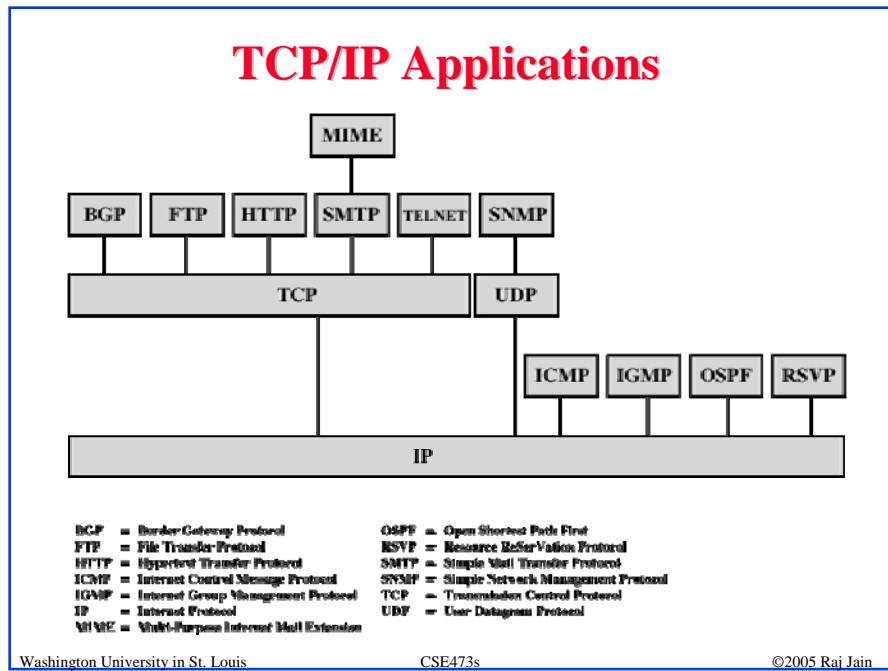 TCP/IP Applications
MIME
BGP FTP HTTP SMTP TELNET SNMP
TCP UDP
ICMP IGMP OSPF RSVP
IP
BGP = Border Gateway Protocol
FTP = File Transfer Protocol
HTTP = Hypertext Transfer Protocol
ICMP = Internet Control Message Protocol
IGMP = Internet Group Management Protocol
IP = Internet Protocol
MIME = Multi-Purpose Internet Mail Extension
OSPF = Open Shortest Path First
RSVP = Resource ReSerVation Protocol
SMTP = Simple Mail Transfer Protocol
SNMP = Simple Network Management Protocol
TCP = Transmission Control Protocol
UDP = User Datagram Protocol
Washington University in St. Louis CSE473s ©2005 Raj Jain